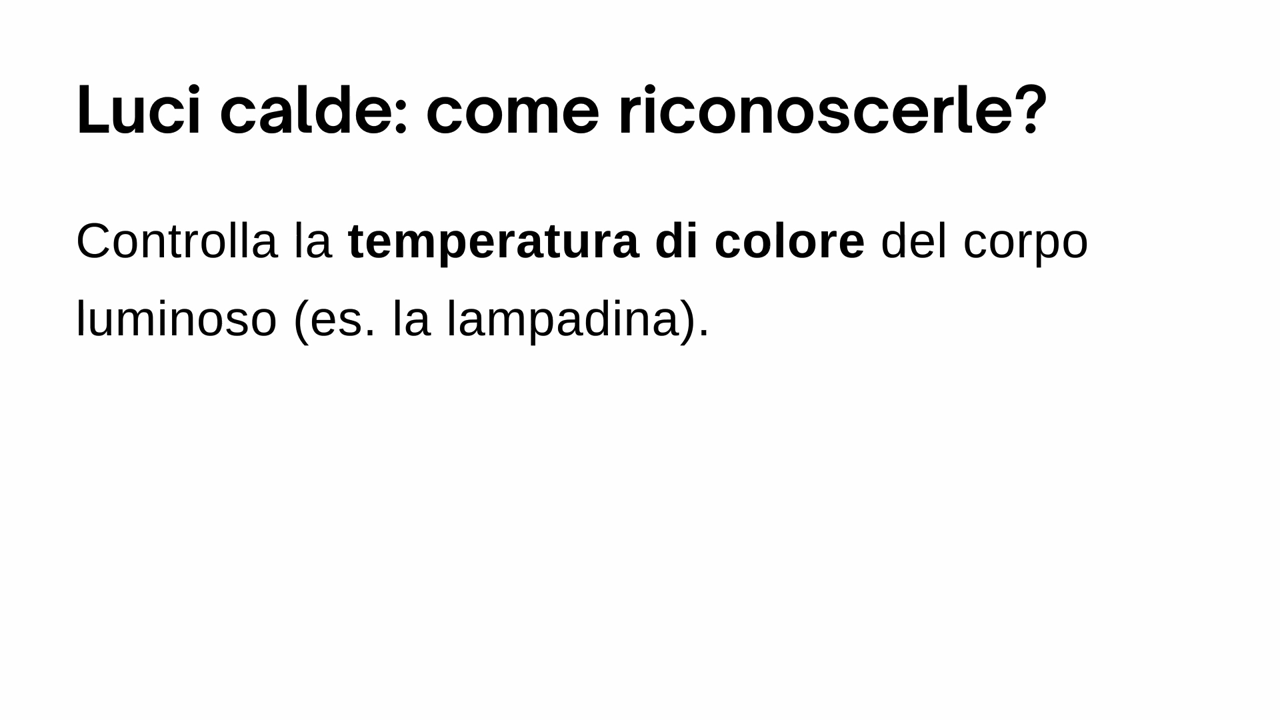 Luci calde: come riconoscerle?
Controlla la temperatura di colore del corpo
luminoso (es. la lampadina).